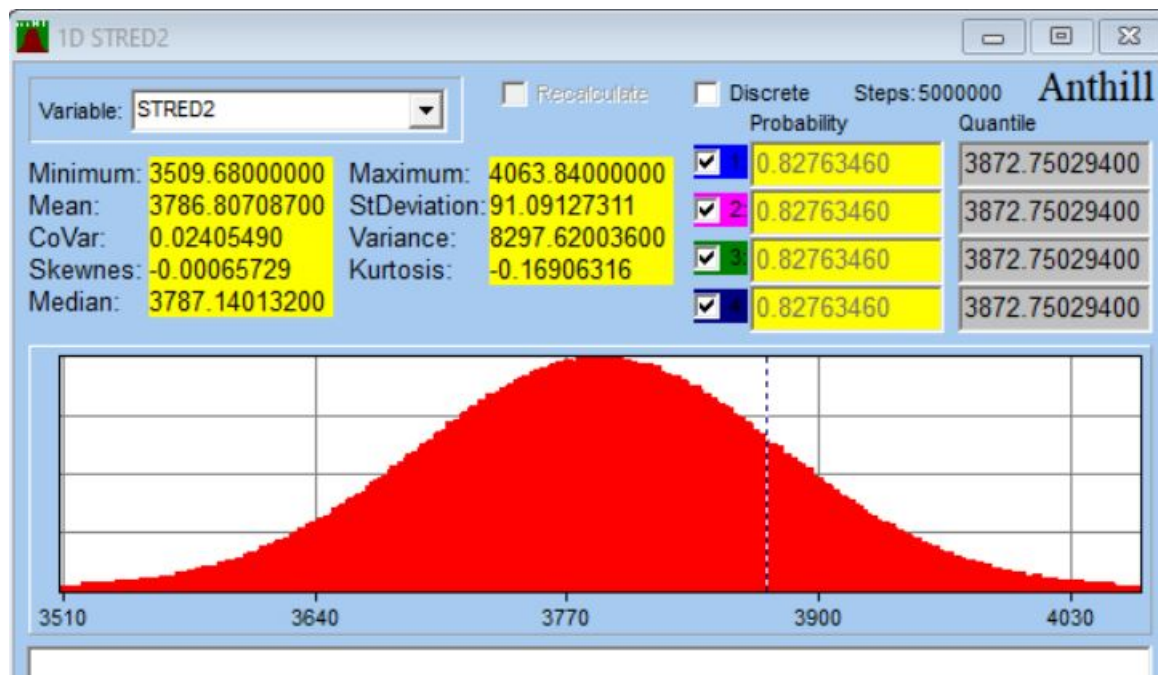 1D STRED2
Variable: STRED2
Recalculate
Discrete Steps: 5000000 Anthill
Probability Quantile
Minimum: 3509.68000000 Maximum: 4063.84000000
Mean: 3786.80708700 StDeviation: 91.09127311
CoVar: 0.02405490 Variance: 8297.62003600
Skewnes: -0.00065729 Kurtosis: -0.16906316
Median: 3787.14013200
1: 0.82763460 3872.75029400
2: 0.82763460 3872.75029400
3: 0.82763460 3872.75029400
4: 0.82763460 3872.75029400
3510 3640 3770 3900 4030